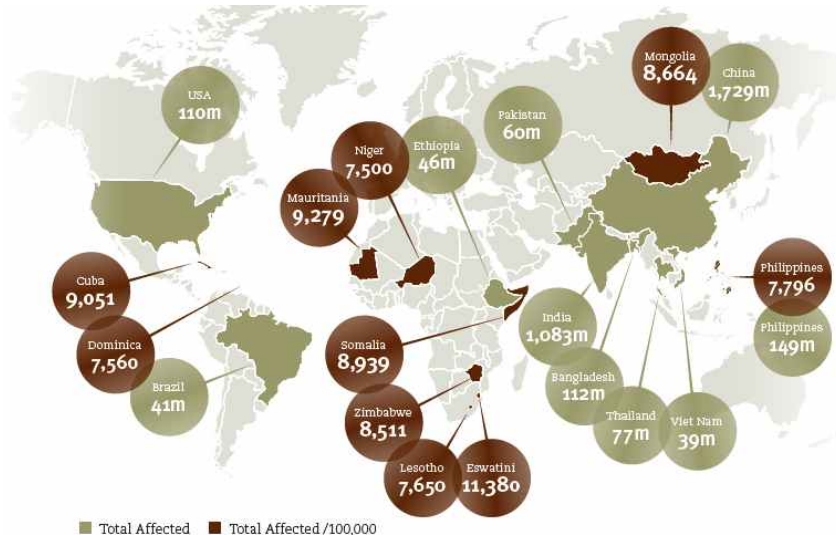 USA
110m
Mongolia
8,664
China
1,729m
Pakistan
60m
Ethiopia
46m
Niger
7,500
Mauritania
9,279
Cuba
9,051
Dominica
7,560
Brazil
41m
Somalia
8,939
Zimbabwe
8,511
Lesotho
7,650
Eswatini
11,380
India
1,083m
Bangladesh
112m
Thailand
77m
Viet Nam
39m
Philippines
7,796
Philippines
149m
Total Affected
Total Affected /100,000